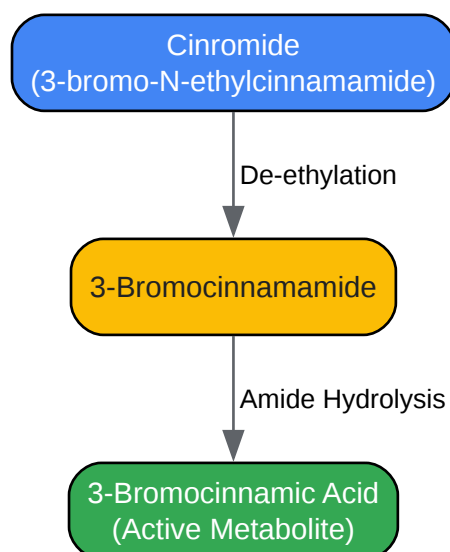 Cinromide
(3-bromo-N-ethylcinnamamide)
De-ethylation
3-Bromocinnamamide
Amide Hydrolysis
3-Bromocinnamic Acid
(Active Metabolite)